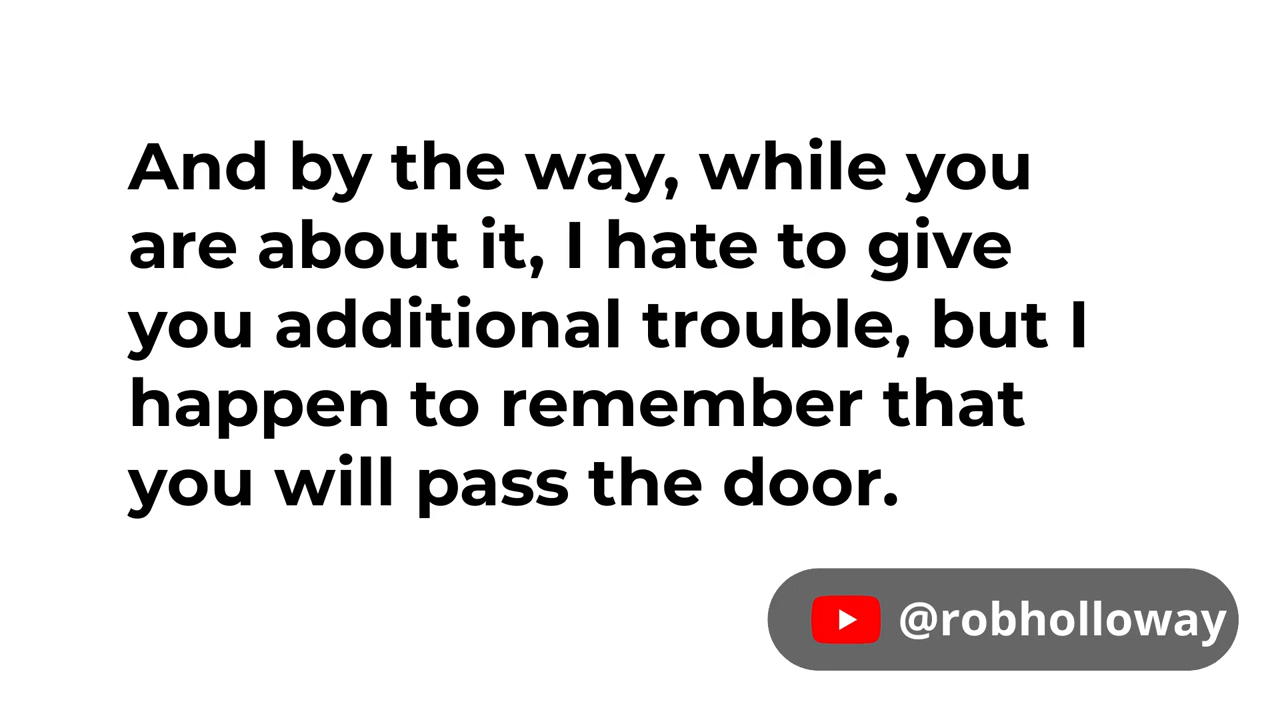 And by the way, while you
are about it, I hate to give
you additional trouble, but I
happen to remember that
you will pass the door.
@robholloway